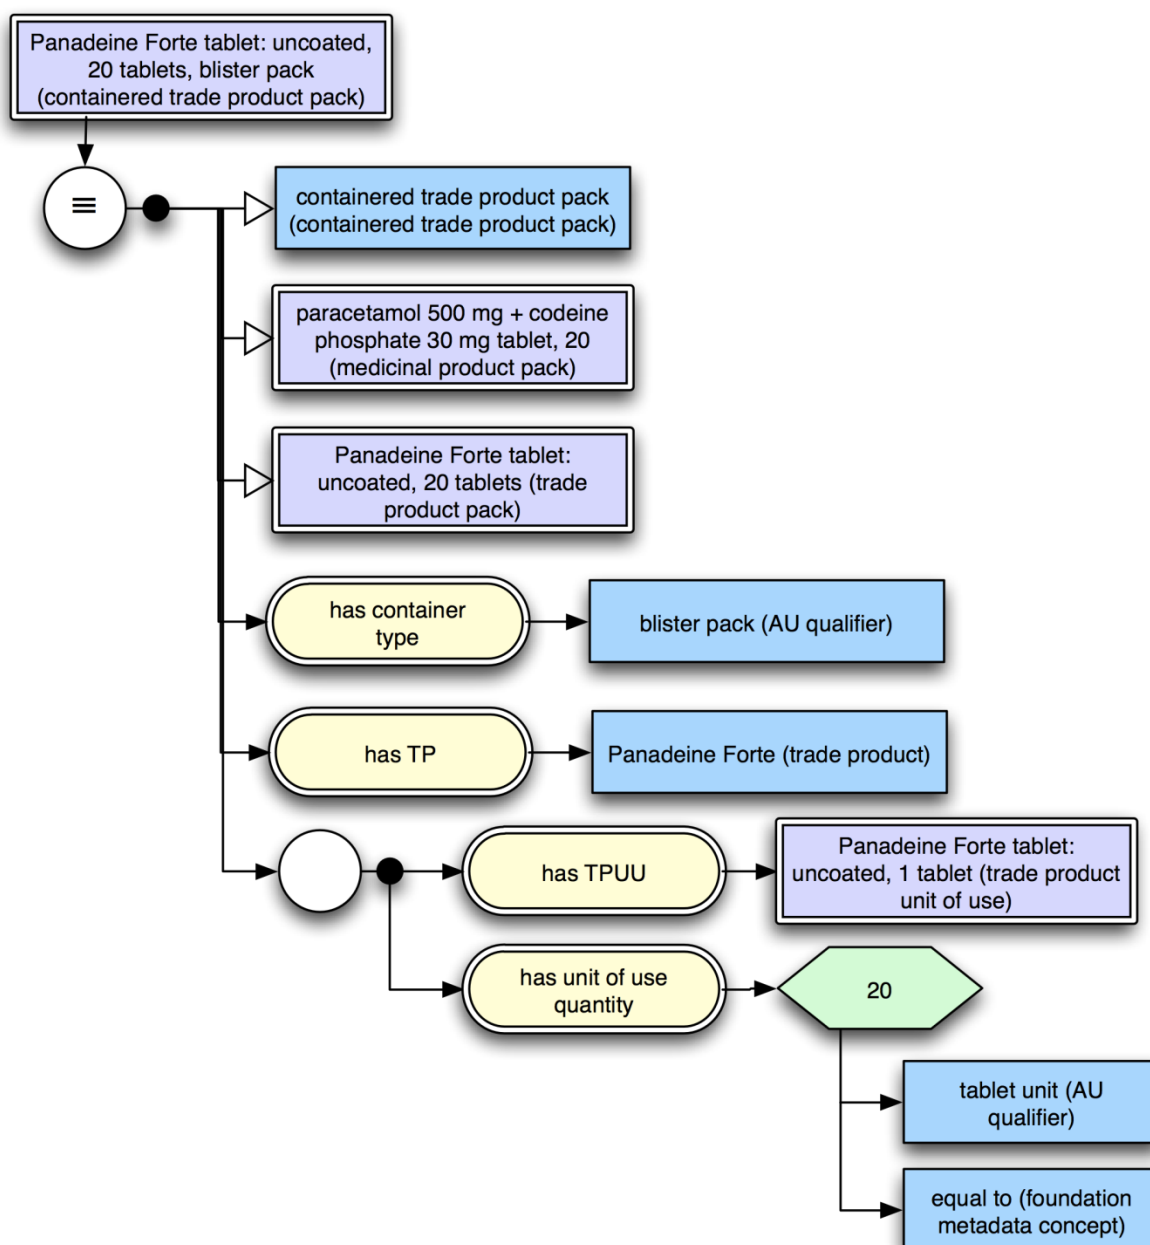 Panadeine Forte tablet: uncoated,
20 tablets, blister pack
(containered trade product pack)
≡
containered trade product pack
(containered trade product pack)
paracetamol 500 mg + codeine
phosphate 30 mg tablet, 20
(medicinal product pack)
Panadeine Forte tablet:
uncoated, 20 tablets (trade
product pack)
has container
type
blister pack (AU qualifier)
has TP
Panadeine Forte (trade product)
has TPUU
Panadeine Forte tablet:
uncoated, 1 tablet (trade product
unit of use)
has unit of use
quantity
20
tablet unit (AU
qualifier)
equal to (foundation
metadata concept)